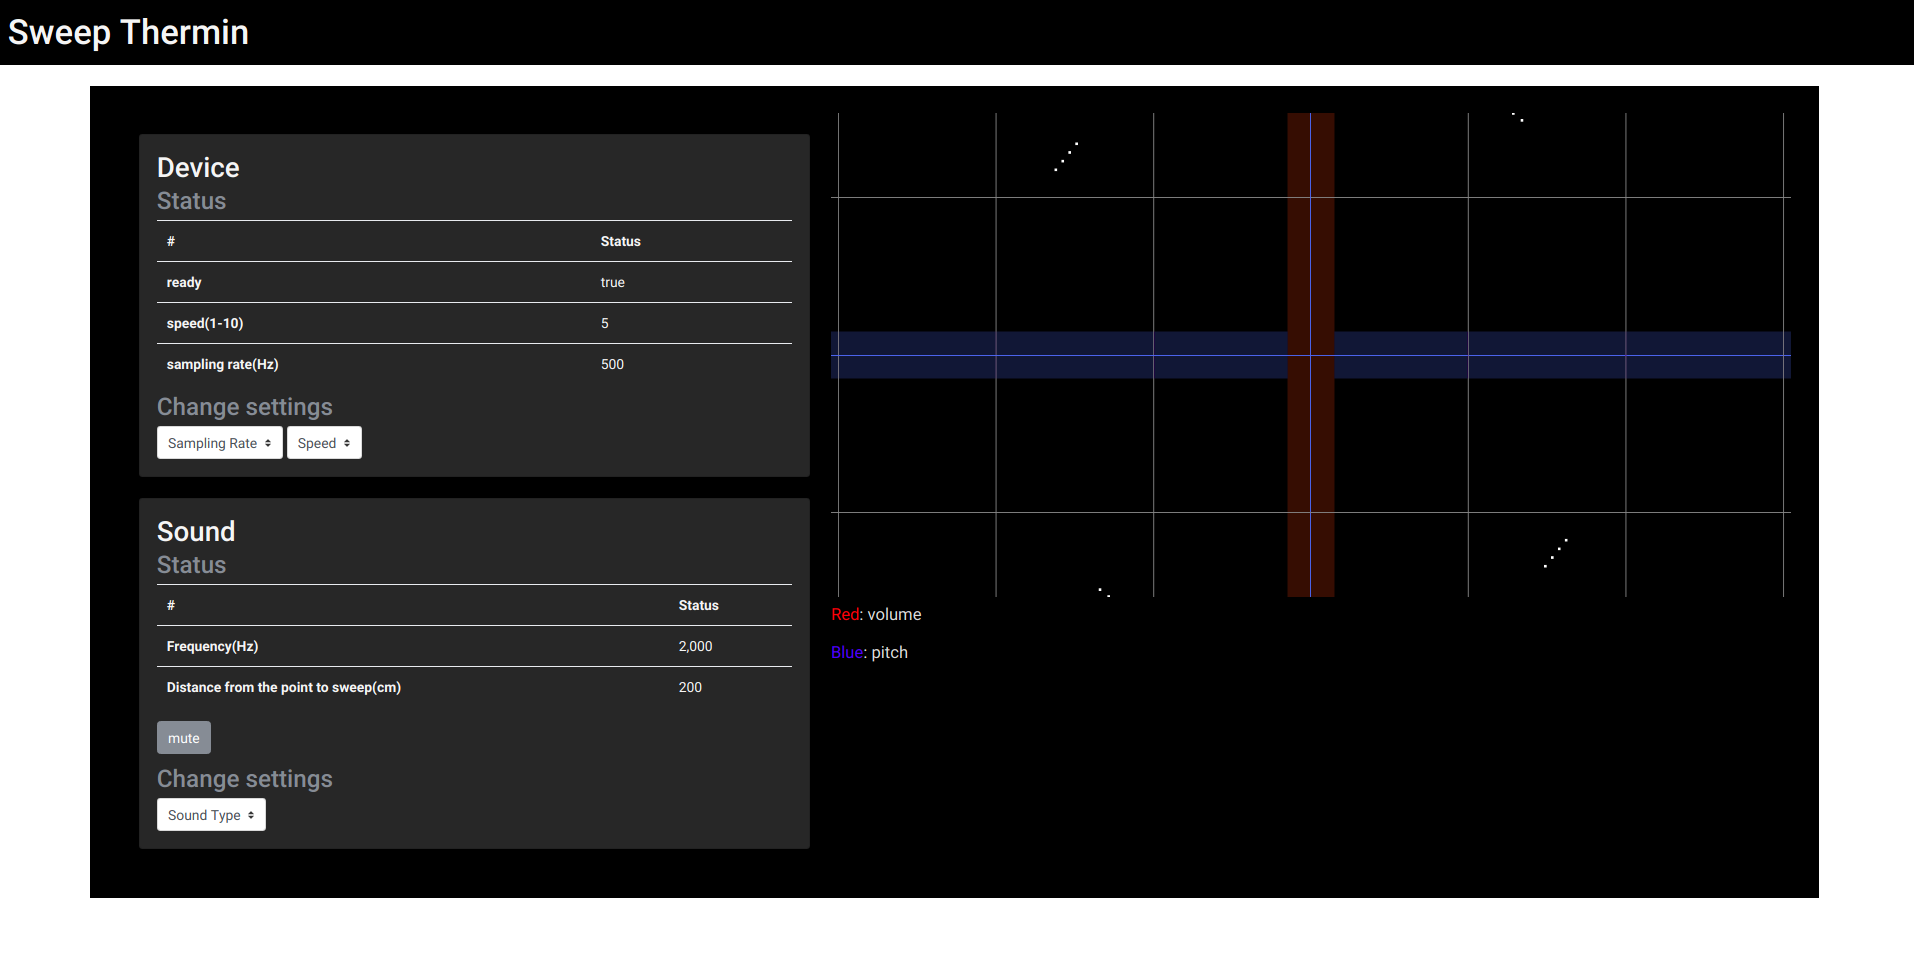 Sweep Thermin
Device
Status
# Status
ready true
speed(1-10) 5
sampling rate(Hz) 500
Change settings
Sampling Rate Speed
Sound
Status
# Status
Frequency(Hz) 2,000
Distance from the point to sweep(cm) 200
mute
Change settings
Sound Type
Red: volume
Blue: pitch